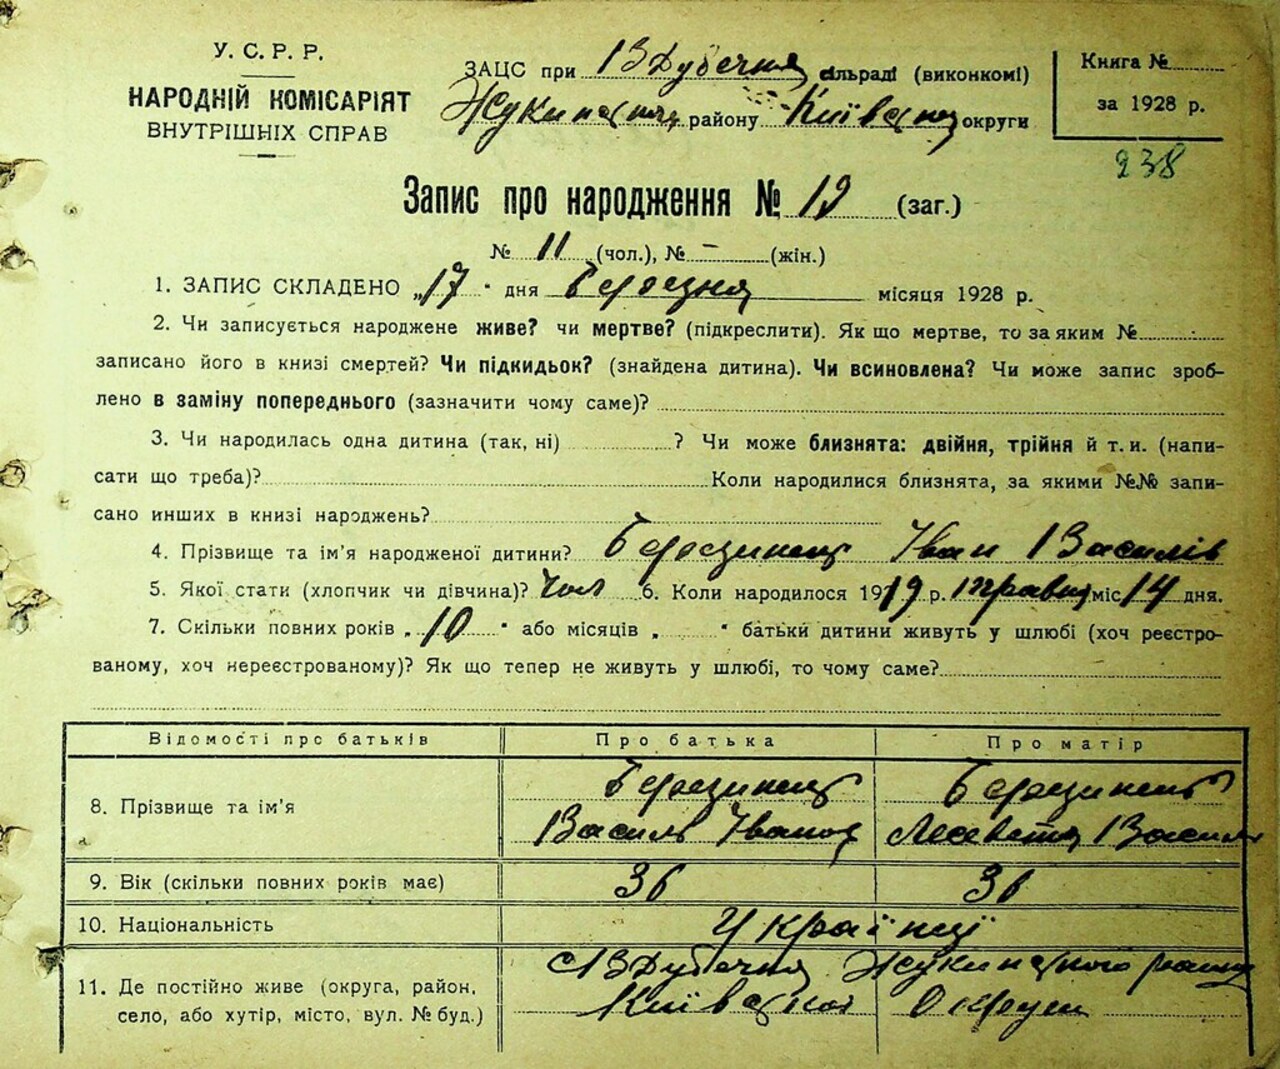 У. С. Р. Р.
НАРОДНІЙ КОМІСАРІЯТ
ВНУТРІШНІХ СПРАВ
ЗАЦС при В Дубечня сільраді (виконкомі)
Жукинськ району Київськ округи
Книга №
за 1928 р.
238
Запис про народження № 19 (заг.)
№ 11 (чол.), № – (жін.)
1. ЗАПИС СКЛАДЕНО „17" дня Березня місяця 1928 р.
2. Чи записується народжене живе? чи мертве? (підкреслити). Як що мертве, то за яким №
записано його в книзі смертей? Чи підкидьок? (знайдена дитина). Чи всиновлена? Чи може запис зроб-
лено в заміну попереднього (зазначити чому саме)?
3. Чи народилась одна дитина (так, ні) ? Чи може близнята: двійня, трійня й т. и. (напи-
сати що треба)? Коли народилися близнята, за якими №№ запи-
сано инших в книзі народжень?
4. Прізвище та ім'я народженої дитини? Березинець Іван Василів
5. Якої стати (хлопчик чи дівчина)? Чол 6. Коли народилося 1919 р. травня міс 14 дня.
7. Скільки повних років „10" або місяців „ " батьки дитини живуть у шлюбі (хоч реєстро-
ваному, хоч нереєстрованому)? Як що тепер не живуть у шлюбі, то чому саме?
Відомості про батьків Про батька Про матір
8. Прізвище та ім'я Березинець Березинець
Василь Іванов Василів
9. Вік (скільки повних років має) 36 36
10. Національність Українці
11. Де постійно живе (округа, район, с В Дубечня Жукинського району
село, або хутір, місто, вул. № буд.) Київської Округи